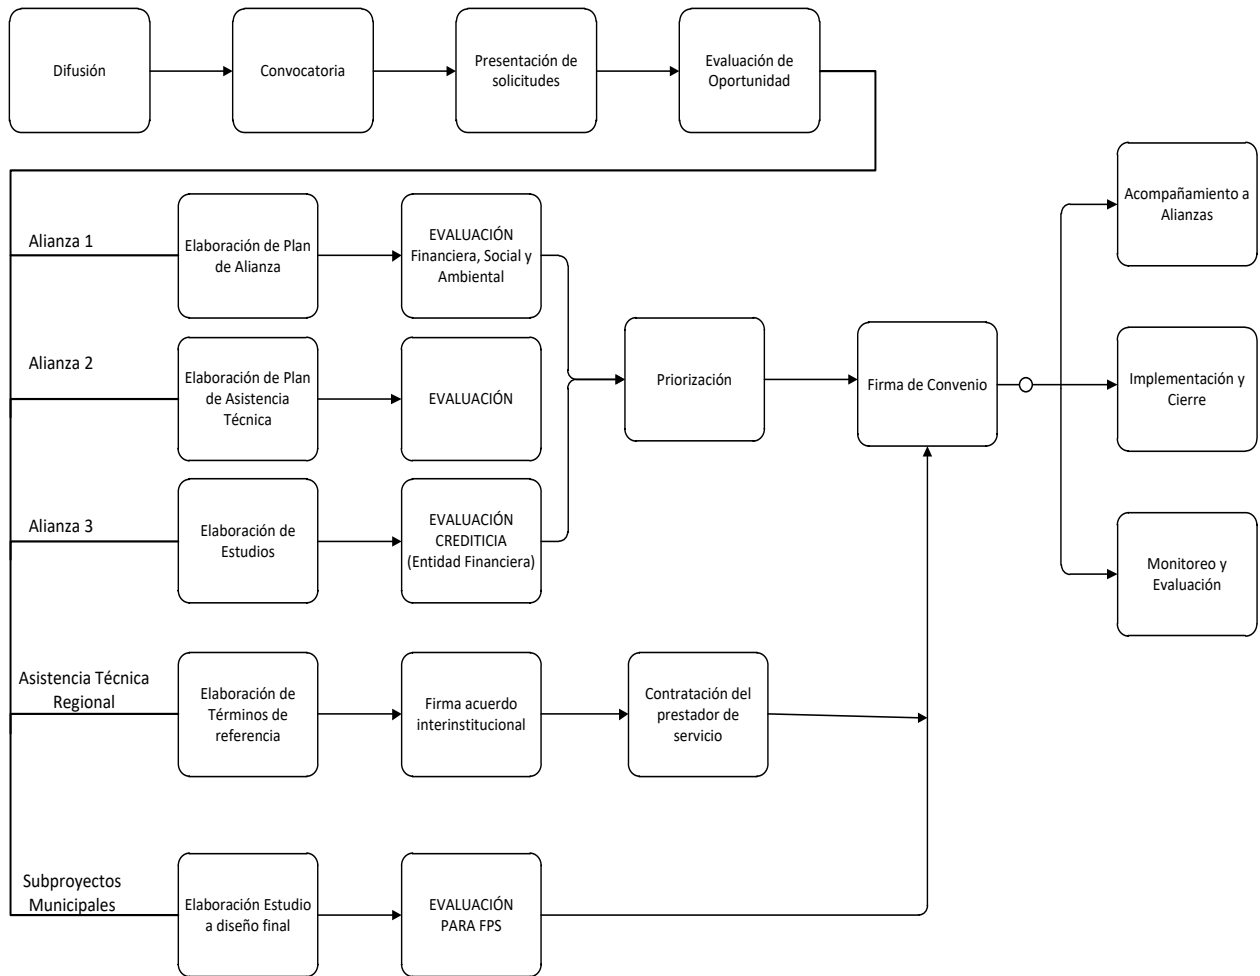 Difusión
Convocatoria
Presentación de
solicitudes
Evaluación de
Oportunidad
Acompañamiento a
Alianzas
Alianza 1
Elaboración de Plan
de Alianza
EVALUACIÓN
Financiera, Social y
Ambiental
Alianza 2
Elaboración de Plan
de Asistencia
Técnica
EVALUACIÓN
Priorización
Firma de Convenio
Implementación y
Cierre
Alianza 3
Elaboración de
Estudios
EVALUACIÓN
CREDITICIA
(Entidad Financiera)
Monitoreo y
Evaluación
Asistencia Técnica
Regional
Elaboración de
Términos de
referencia
Firma acuerdo
interinstitucional
Contratación del
prestador de
servicio
Subproyectos
Municipales
Elaboración Estudio
a diseño final
EVALUACIÓN
PARA FPS